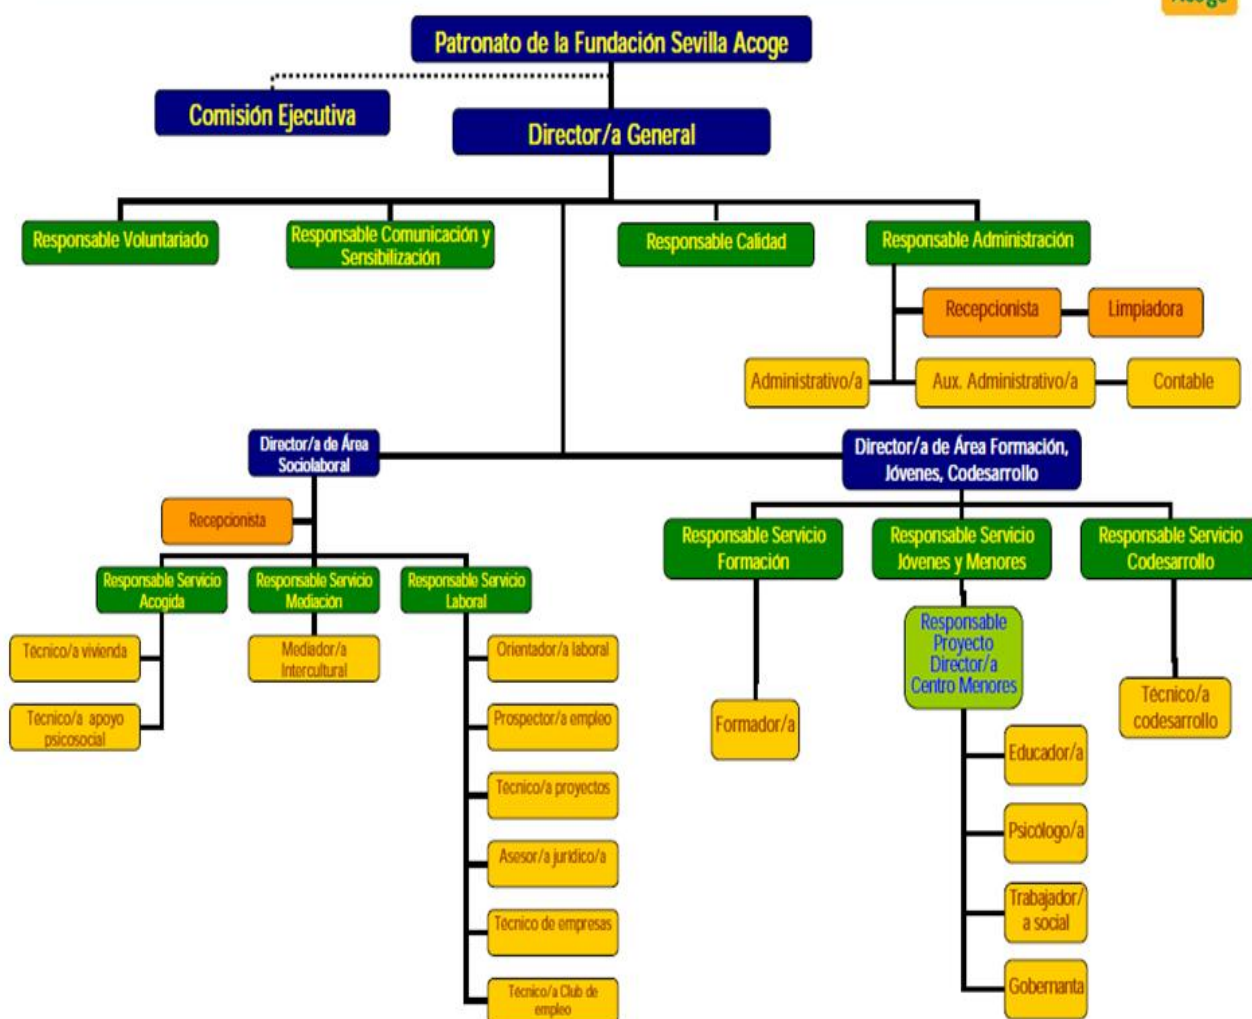 Acoge
Patronato de la Fundación Sevilla Acoge
Comisión Ejecutiva
Director/a General
Responsable Voluntariado
Responsable Comunicación y
Sensibilización
Responsable Calidad
Responsable Administración
Recepcionista
Limpiadora
Administrativo/a
Aux. Administrativo/a
Contable
Director/a de Área
Sociolaboral
Director/a de Área Formación,
Jóvenes, Codesarrollo
Recepcionista
Responsable Servicio
Acogida
Responsable Servicio
Mediación
Responsable Servicio
Laboral
Responsable Servicio
Formación
Responsable Servicio
Jóvenes y Menores
Responsable Servicio
Codesarrollo
Técnico/a vivienda
Técnico/a apoyo
psicosocial
Mediador/a
Intercultural
Orientador/a laboral
Prospector/a empleo
Técnico/a proyectos
Asesor/a jurídico/a
Técnico de empresas
Técnico/a Club de
empleo
Formador/a
Responsable
Proyecto
Director/a
Centro Menores
Educador/a
Psicólogo/a
Trabajador/
a social
Gobernanta
Técnico/a
codesarrollo